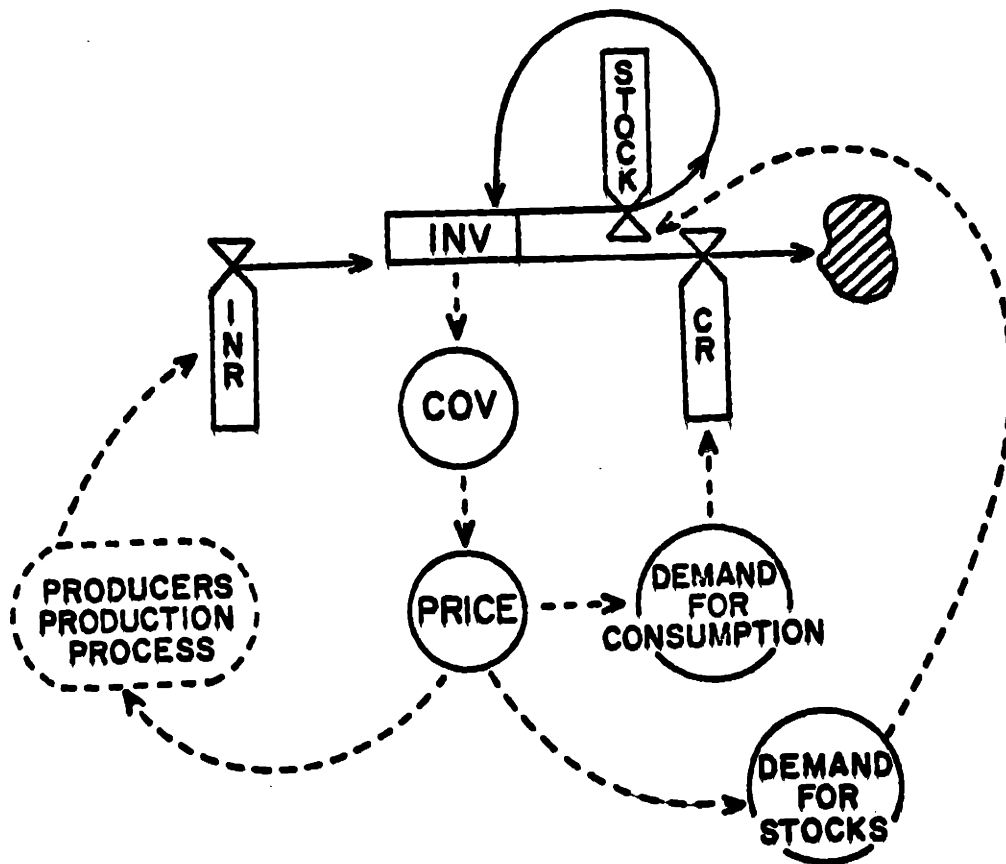 STOCK
INV
INR
CR
COV
PRODUCERS
PRODUCTION
PROCESS
PRICE
DEMAND
FOR
CONSUMPTION
DEMAND
FOR
STOCKS